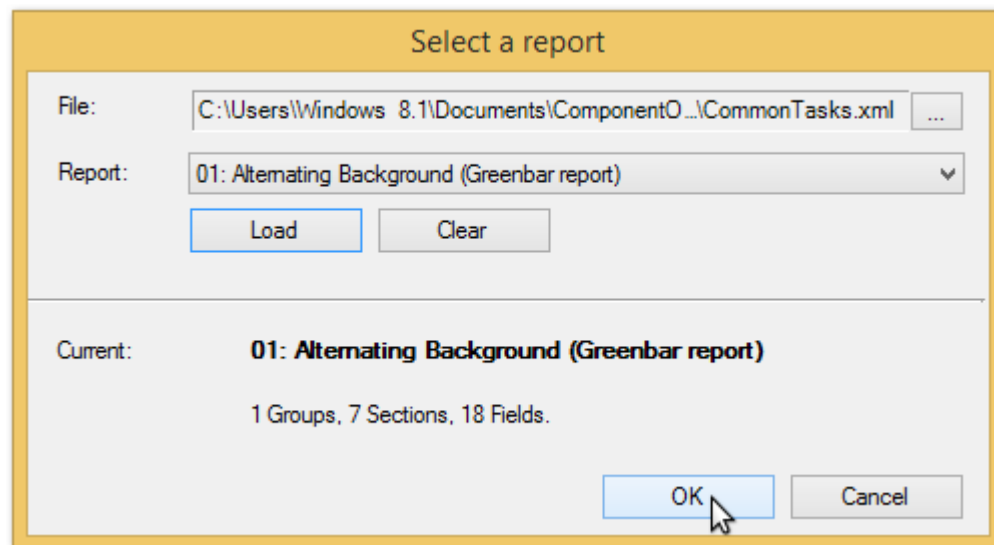 Select a report
File: C:\Users\Windows 8.1\Documents\ComponentO...\CommonTasks.xml ...
Report: 01: Alternating Background (Greenbar report)
Load Clear
Current: 01: Alternating Background (Greenbar report)
1 Groups, 7 Sections, 18 Fields.
OK Cancel